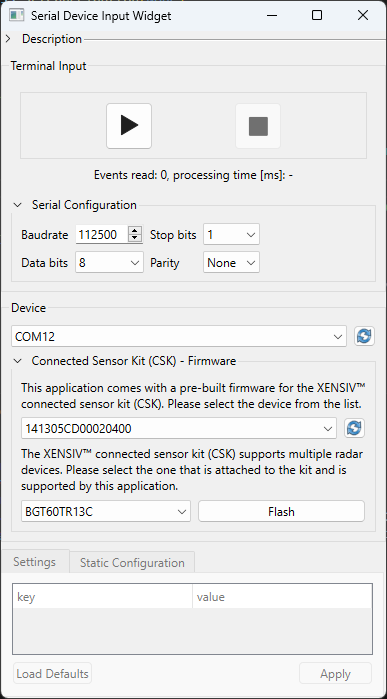 Serial Device Input Widget
Description
Terminal Input
Events read: 0, processing time [ms]: -
Serial Configuration
Baudrate 112500 Stop bits 1
Data bits 8 Parity None
Device
COM12
Connected Sensor Kit (CSK) - Firmware
This application comes with a pre-built firmware for the XENSIV™
connected sensor kit (CSK). Please select the device from the list.
141305CD00020400
The XENSIV™ connected sensor kit (CSK) supports multiple radar
devices. Please select the one that is attached to the kit and is
supported by this application.
BGT60TR13C Flash
Settings Static Configuration
key value
Load Defaults Apply